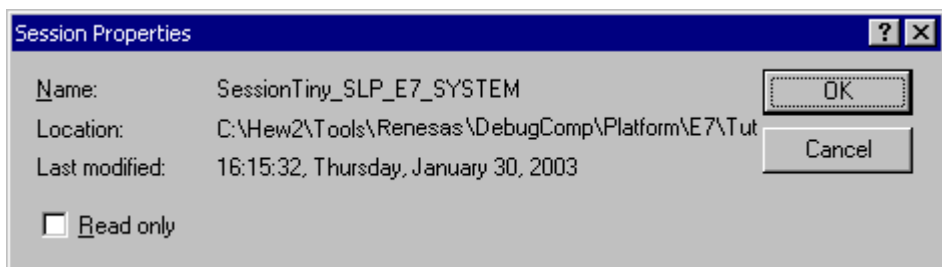 Session Properties
Name: SessionTiny_SLP_E7_SYSTEM
OK
Location: C:\Hew2\Tools\Renesas\DebugComp\Platform\E7\Tut
Cancel
Last modified: 16:15:32, Thursday, January 30, 2003
Read only